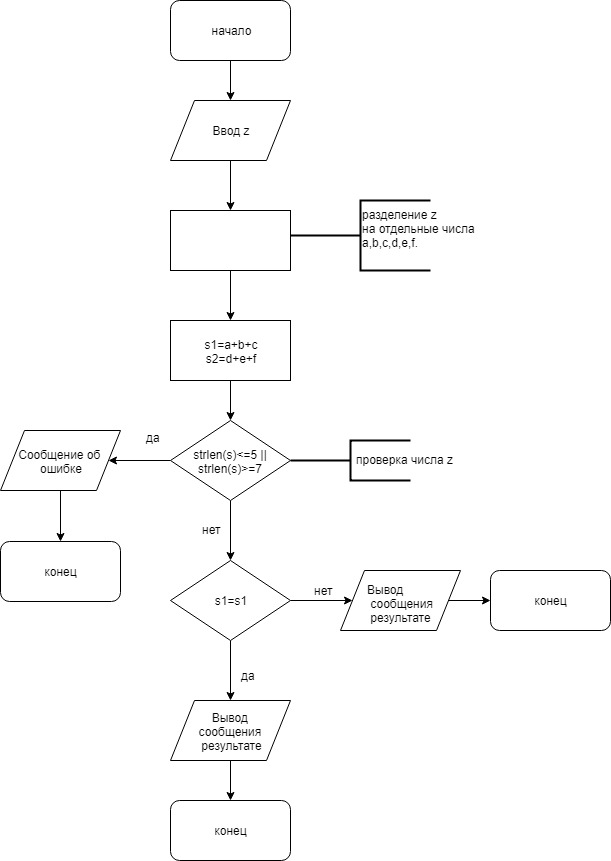 начало
Ввод z
разделение z
на отдельные числа
a,b,c,d,e,f.
s1=a+b+c
s2=d+e+f
да
Сообщение об
ошибке
strlen(s)<=5 ||
strlen(s)>=7
проверка числа z
нет
конец
s1=s1
нет
Вывод
сообщения
результате
конец
да
Вывод
сообщения
результате
конец